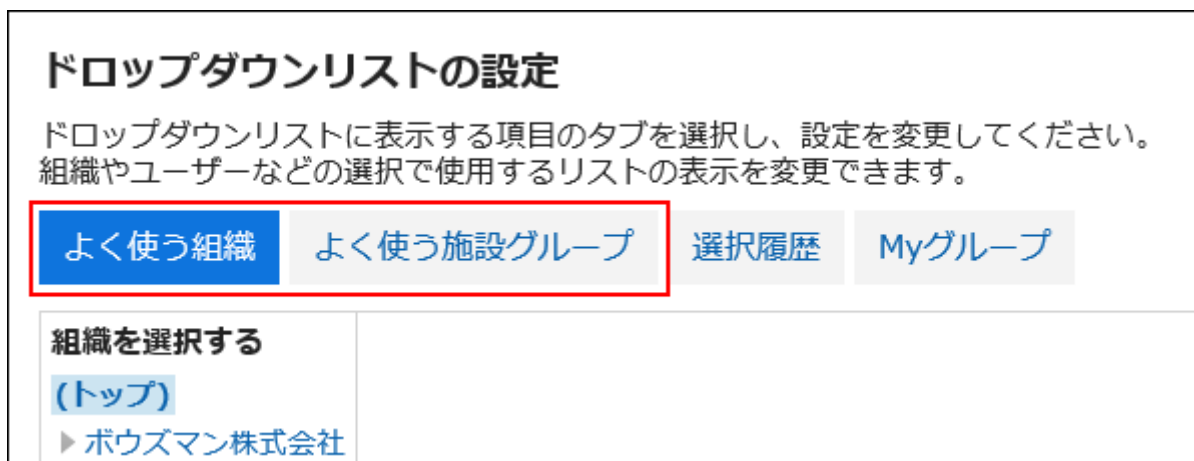 ドロップダウンリストの設定
ドロップダウンリストに表示する項目のタブを選択し、設定を変更してください。
組織やユーザーなどの選択で使用するリストの表示を変更できます。
よく使う組織 よく使う施設グループ 選択履歴 Myグループ
組織を選択する
(トップ)
ボウズマン株式会社